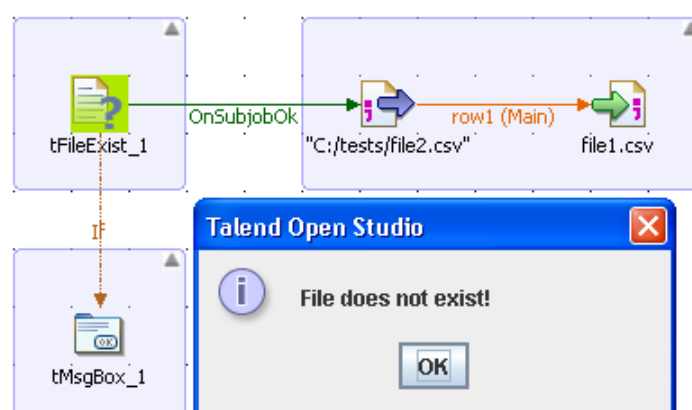 OnSubjobOk
row1 (Main)
tFileExist_1
"C:/tests/file2.csv"
file1.csv
If
Talend Open Studio
File does not exist!
OK
tMsgBox_1